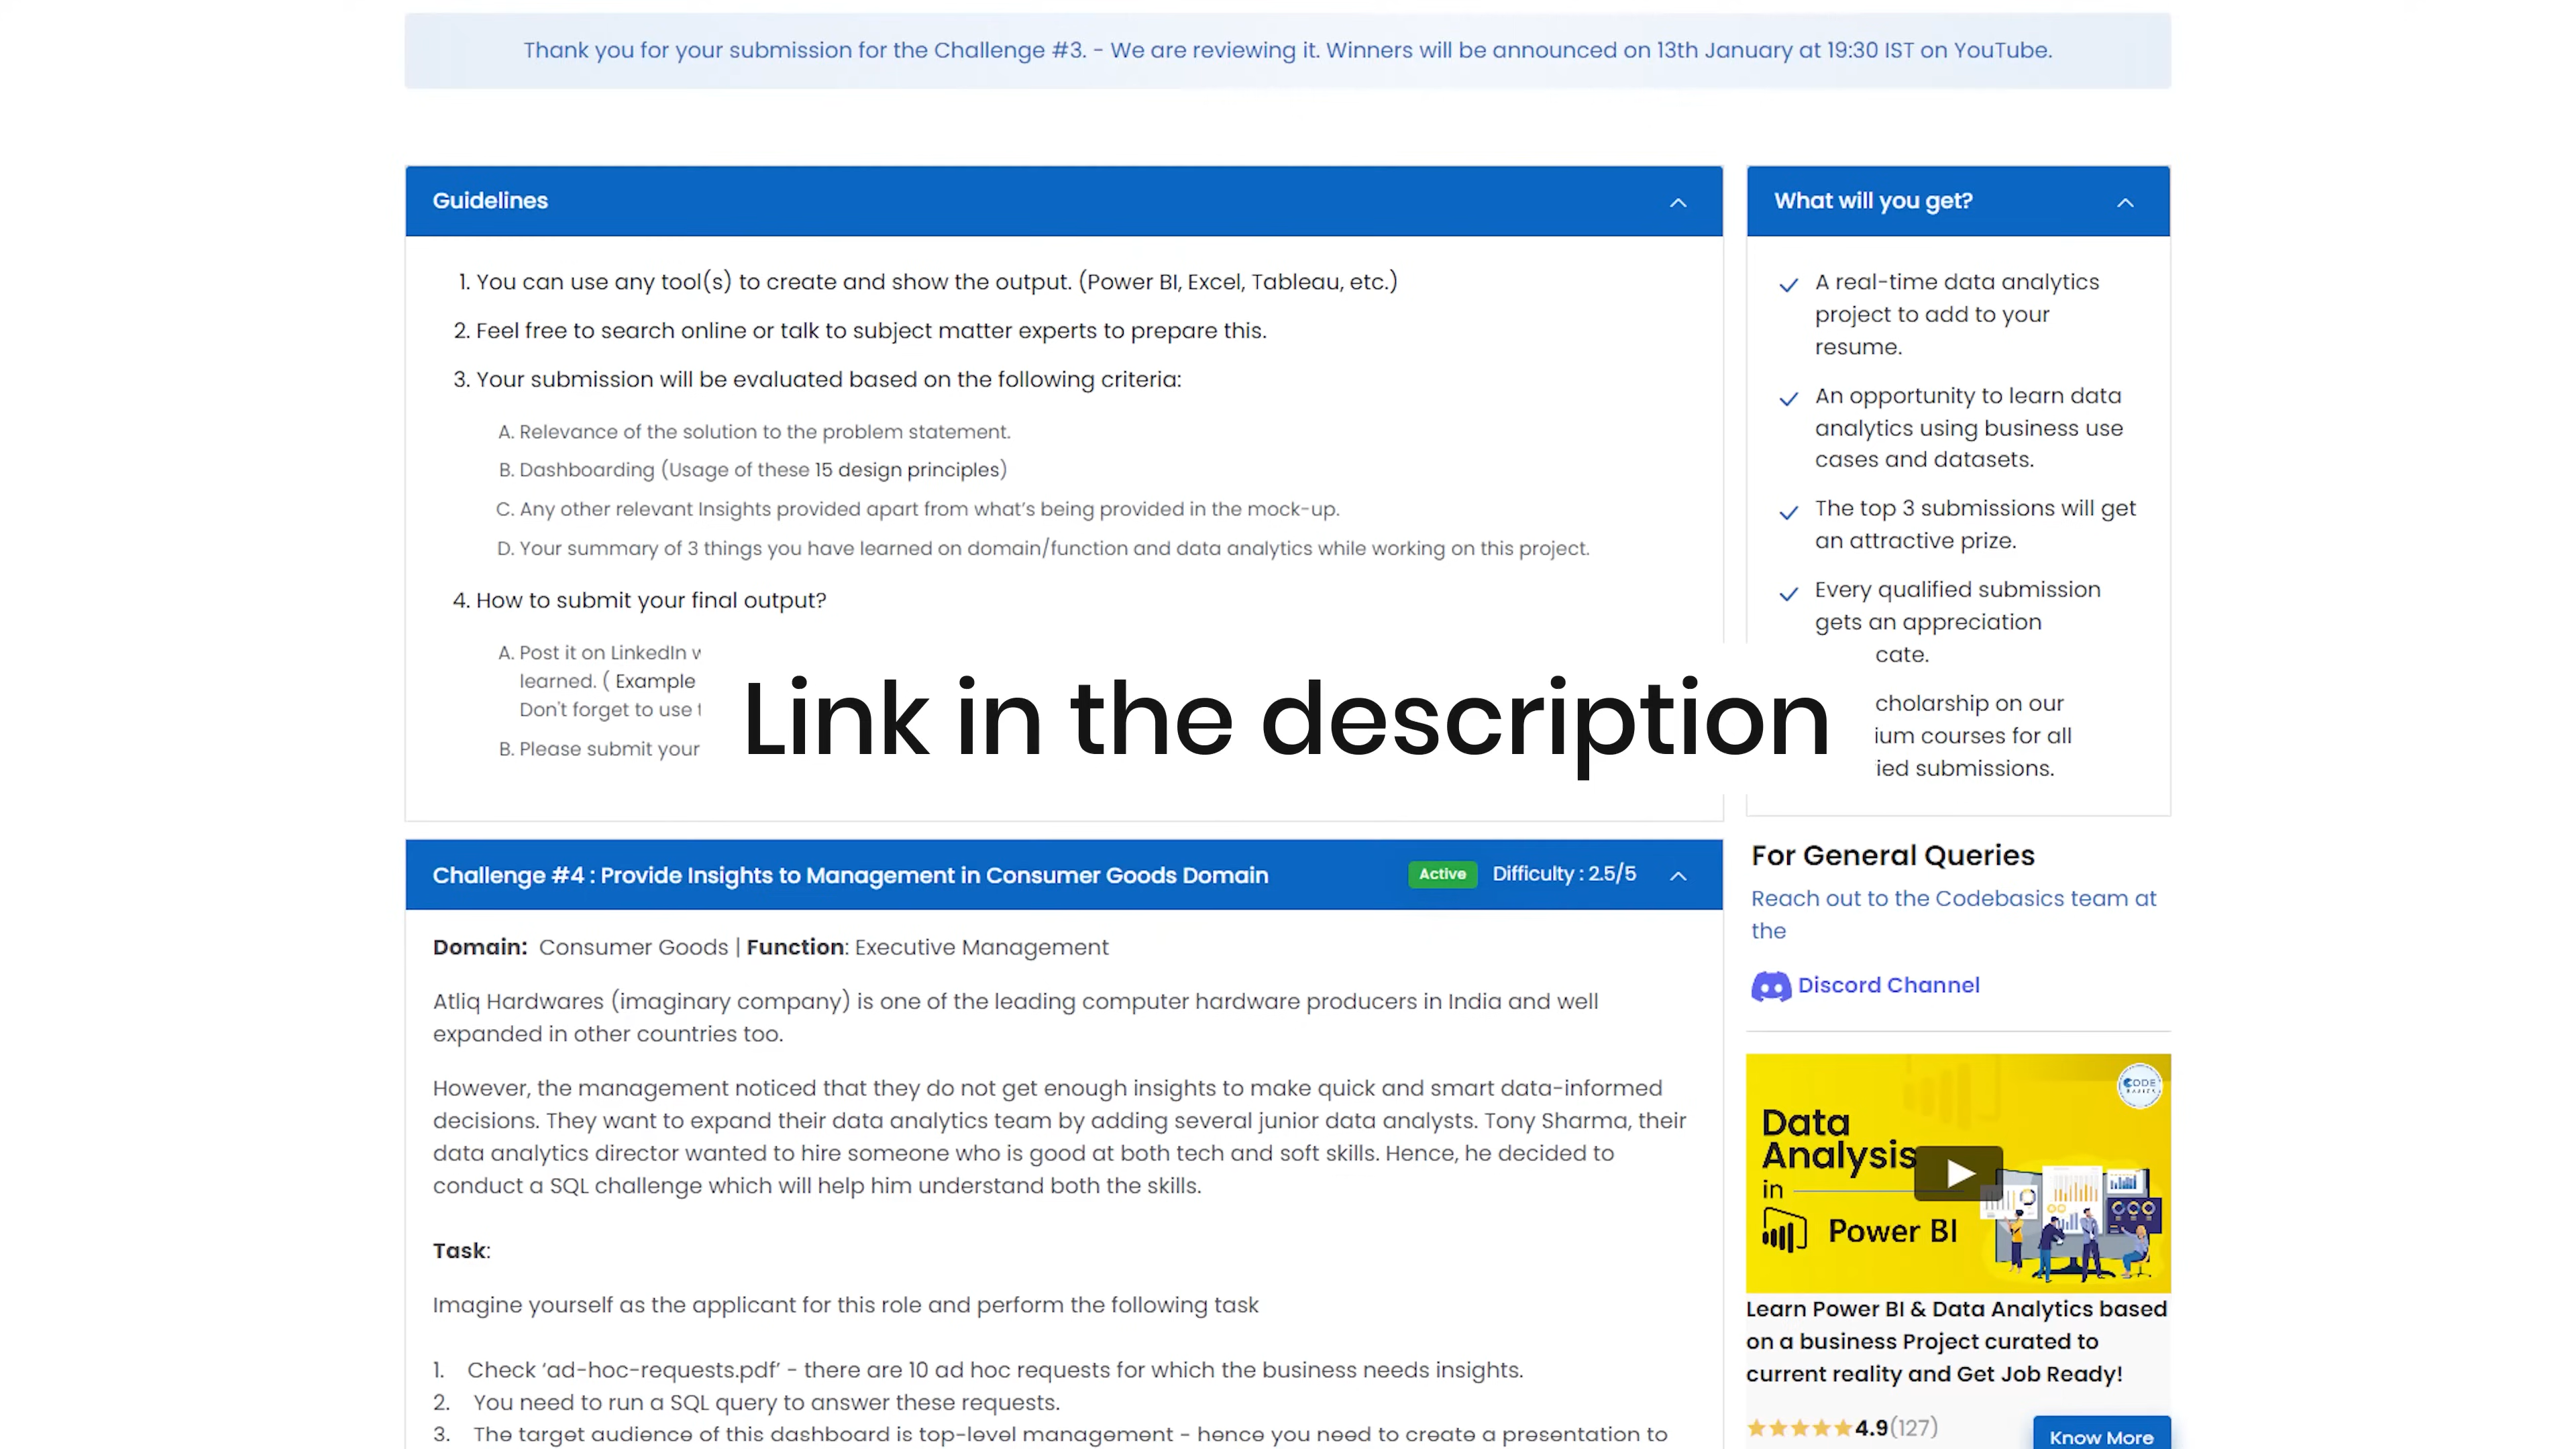 Thank you for your submission for the Challenge #3. - We are reviewing it. Winners will be announced on 13th January at 19:30 IST on YouTube.
Guidelines
1. You can use any tool(s) to create and show the output. (Power BI, Excel, Tableau, etc.)
2. Feel free to search online or talk to subject matter experts to prepare this.
3. Your submission will be evaluated based on the following criteria:
A. Relevance of the solution to the problem statement.
B. Dashboarding (Usage of these 15 design principles)
C. Any other relevant Insights provided apart from what's being provided in the mock-up.
D. Your summary of 3 things you have learned on domain/function and data analytics while working on this project.
4. How to submit your final output?
A. Post it on LinkedIn
learned. ( Example
Don't forget to use
B. Please submit your
Link in the description
What will you get?
A real-time data analytics
project to add to your
resume.
An opportunity to learn data
analytics using business use
cases and datasets.
The top 3 submissions will get
an attractive prize.
Every qualified submission
gets an appreciation
cate.
cholarship on our
ium courses for all
ied submissions.
Challenge #4 : Provide Insights to Management in Consumer Goods Domain
Active
Difficulty : 2.5/5
Domain: Consumer Goods | Function: Executive Management
Atliq Hardwares (imaginary company) is one of the leading computer hardware producers in India and well
expanded in other countries too.
However, the management noticed that they do not get enough insights to make quick and smart data-informed
decisions. They want to expand their data analytics team by adding several junior data analysts. Tony Sharma, their
data analytics director wanted to hire someone who is good at both tech and soft skills. Hence, he decided to
conduct a SQL challenge which will help him understand both the skills.
Task:
Imagine yourself as the applicant for this role and perform the following task
1. Check ‘ad-hoc-requests.pdf’ - there are 10 ad hoc requests for which the business needs insights.
2. You need to run a SQL query to answer these requests.
3. The target audience of this dashboard is top-level management - hence you need to create a presentation to
For General Queries
Reach out to the Codebasics team at
the
Discord Channel
CODE
Data
Analysis
in
Power BI
Learn Power BI & Data Analytics based
on a business Project curated to
current reality and Get Job Ready!
4.9(127)
Know More